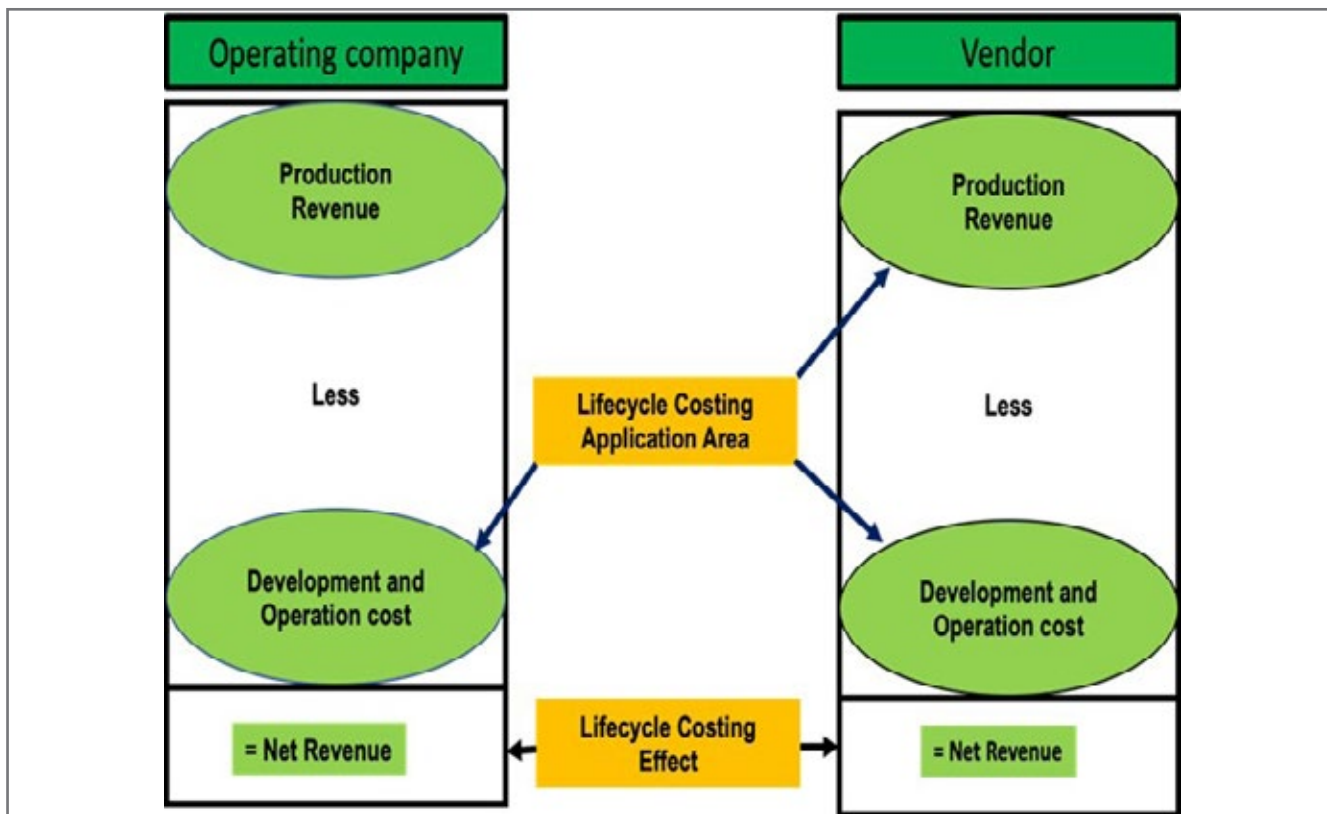 Operating company
Production
Revenue
Less
Development and
Operation cost
= Net Revenue
Lifecycle Costing
Application Area
Lifecycle Costing
Effect
Vendor
Production
Revenue
Less
Development and
Operation cost
= Net Revenue